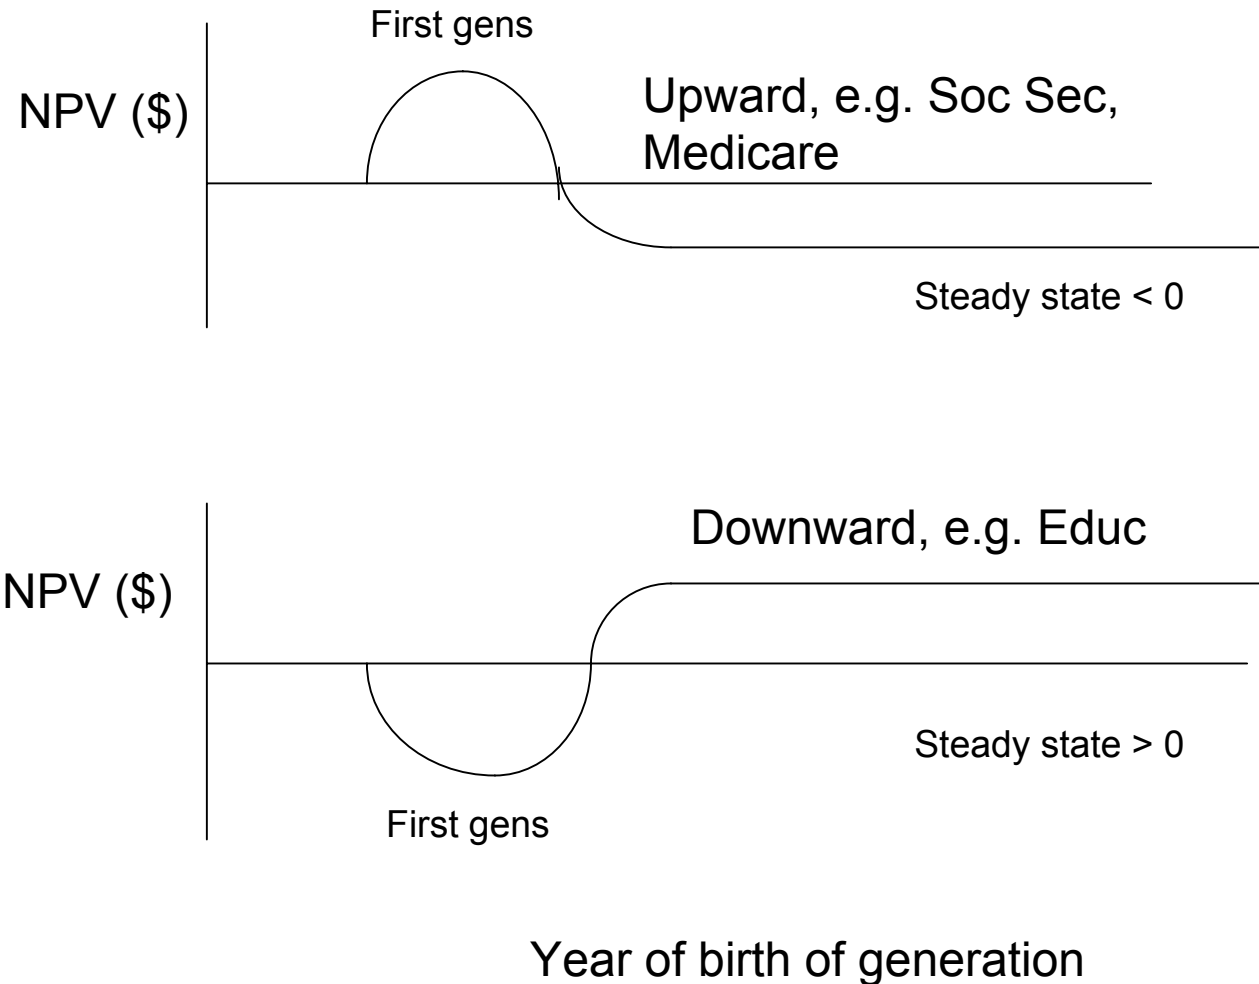 First gens
NPV ($)
Upward, e.g. Soc Sec,
Medicare
Steady state < 0
Downward, e.g. Educ
NPV ($)
Steady state > 0
First gens
Year of birth of generation